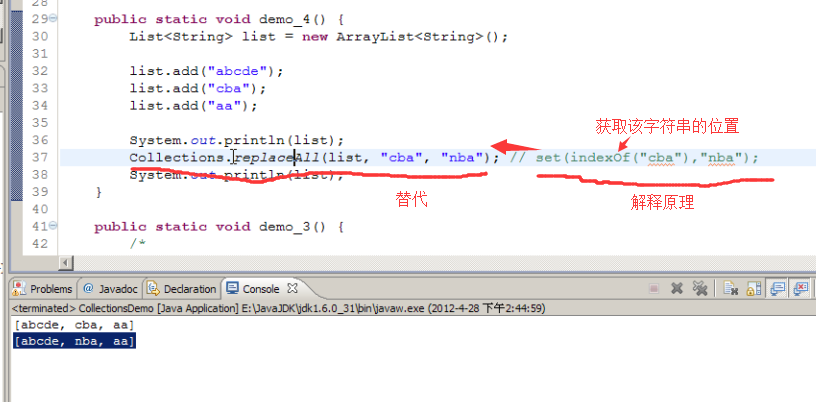 28
29 public static void demo_4() {
30 List<String> list = new ArrayList<String>();
31
32 list.add("abcde");
33 list.add("cba");
34 list.add("aa");
35
获取该字符串的位置
36 System.out.println(list);
37 Collections.replaceAll(list, "cba", "nba"); // set(indexOf("cba"),"nba");
38 System.out.println(list);
替代
解释原理
39 }
40
41 public static void demo_3() {
42 /*
Problems @ Javadoc Declaration Console
<terminated> CollectionsDemo [Java Application] E:\JavaJDK\jdk1.6.0_31\bin\javaw.exe (2012-4-28 下午2:44:59)
[abcde, cba, aa]
[abcde, nba, aa]